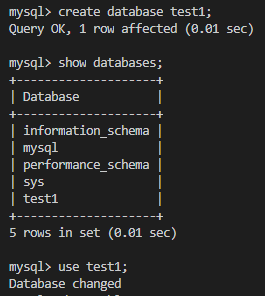 mysql> create database test1;
Query OK, 1 row affected (0.01 sec)
mysql> show databases;
+--------------------+
| Database           |
+--------------------+
| information_schema |
| mysql              |
| performance_schema |
| sys                |
| test1              |
+--------------------+
5 rows in set (0.01 sec)
mysql> use test1;
Database changed